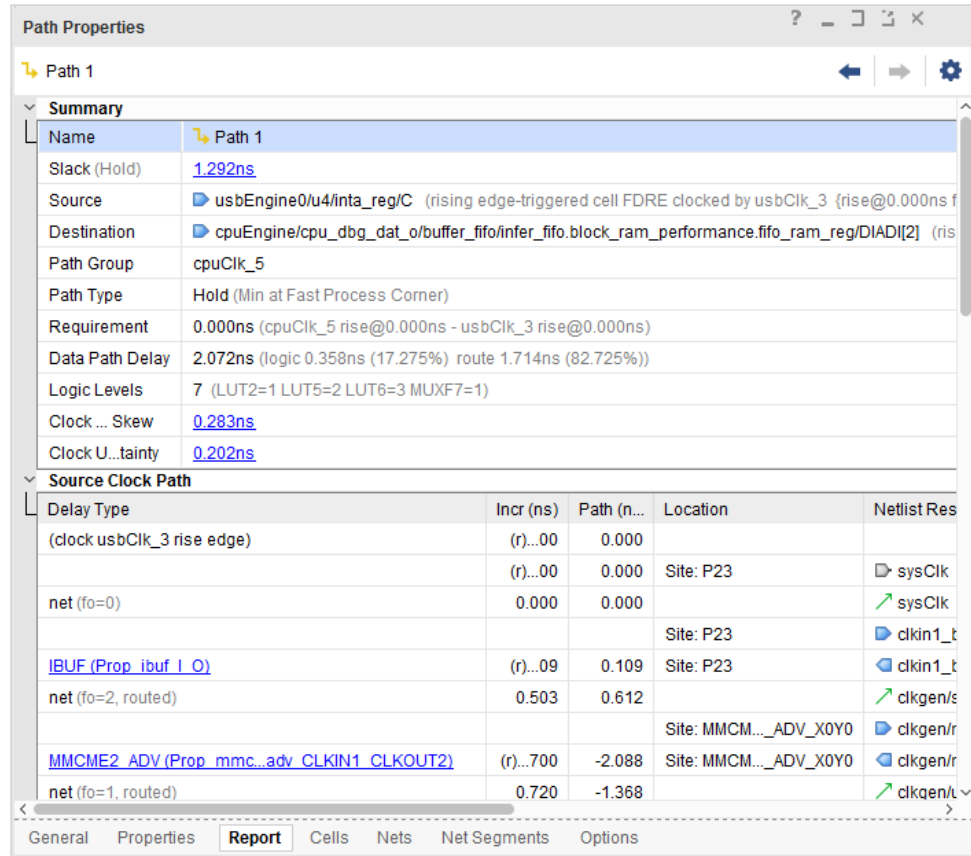 Path Properties
Path 1
Summary
Name Path 1
Slack (Hold) 1.292ns
Source usbEngine0/u4/inta_reg/C (rising edge-triggered cell FDRE clocked by usbClk_3 {rise@0.000ns f
Destination cpuEngine/cpu_dbg_dat_o/buffer_fifo/infer_fifo.block_ram_performance.fifo_ram_reg/DIADI[2] (ris
Path Group cpuClk_5
Path Type Hold (Min at Fast Process Corner)
Requirement 0.000ns (cpuClk_5 rise@0.000ns - usbClk_3 rise@0.000ns)
Data Path Delay 2.072ns (logic 0.358ns (17.275%) route 1.714ns (82.725%))
Logic Levels 7 (LUT2=1 LUT5=2 LUT6=3 MUXF7=1)
Clock ... Skew 0.283ns
Clock U...tainty 0.202ns
Source Clock Path
Delay Type Incr (ns) Path (n... Location Netlist Res
(clock usbClk_3 rise edge) (r)...00 0.000
(r)...00 0.000 Site: P23 sysClk
net (fo=0) 0.000 0.000 sysClk
Site: P23 clkin1_b
IBUF (Prop_ibuf_I_O) (r)...09 0.109 Site: P23 clkin1_b
net (fo=2, routed) 0.503 0.612 clkgen/s
Site: MMCM..._ADV_X0Y0 clkgen/r
MMCME2_ADV (Prop_mmc...adv_CLKIN1_CLKOUT2) (r)...700 -2.088 Site: MMCM..._ADV_X0Y0 clkgen/r
net (fo=1, routed) 0.720 -1.368 clkgen/u
General Properties Report Cells Nets Net Segments Options